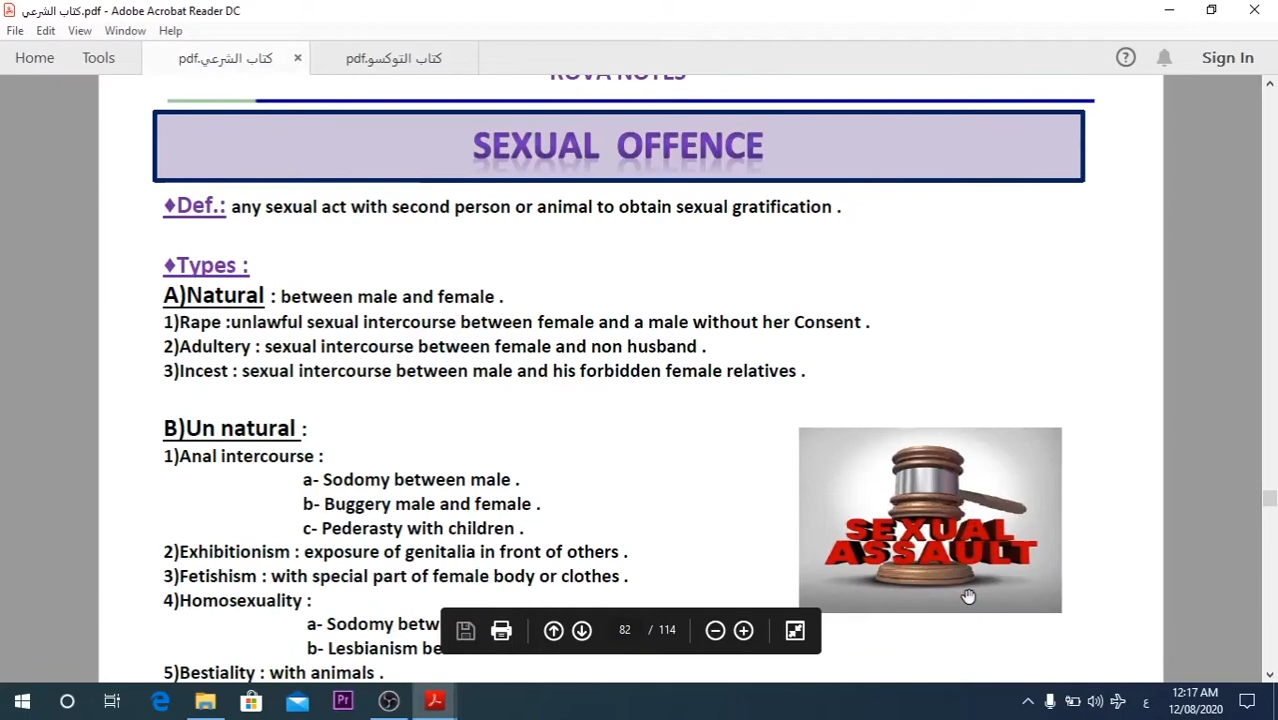 كتاب الشرعي.pdf - Adobe Acrobat Reader DC
File Edit View Window Help
Home Tools كتاب الشرعي.pdf × كتاب التوكسو.pdf Sign In
ROVA NOTES
SEXUAL OFFENCE
♦Def.: any sexual act with second person or animal to obtain sexual gratification .
♦Types :
A)Natural : between male and female .
1)Rape :unlawful sexual intercourse between female and a male without her Consent .
2)Adultery : sexual intercourse between female and non husband .
3)Incest : sexual intercourse between male and his forbidden female relatives .
B)Un natural :
1)Anal intercourse :
a- Sodomy between male .
b- Buggery male and female .
c- Pederasty with children .
2)Exhibitionism : exposure of genitalia in front of others .
3)Fetishism : with special part of female body or clothes .
4)Homosexuality :
a- Sodomy betw
b- Lesbianism be
5)Bestiality : with animals .
SEXUAL
ASSAULT
82 / 114
Pr
ع
12:17 AM
12/08/2020